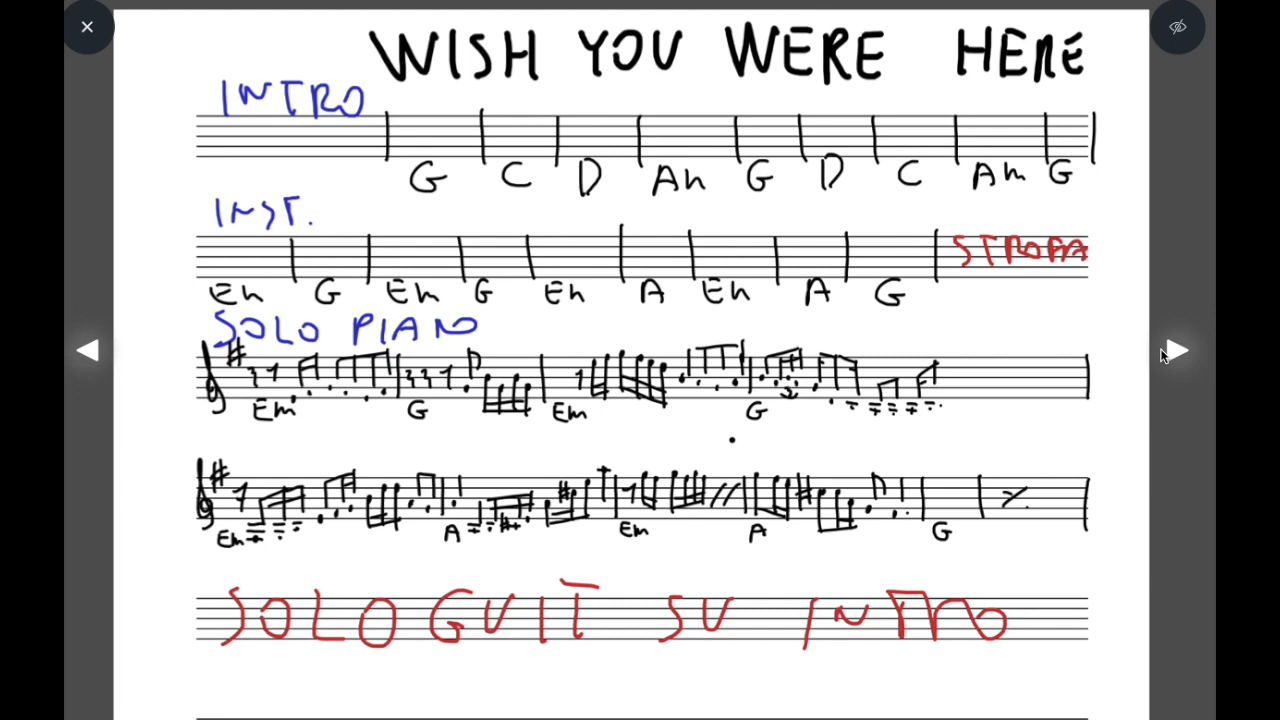 WISH YOU WERE HERE
INTRO
G C D Am G D C Am G
INST.
Em G Em G Em A Em A G STROFA
SOLO PIANO
Em G Em G
Em A Em A G
SOLO GUIT SU INTRO